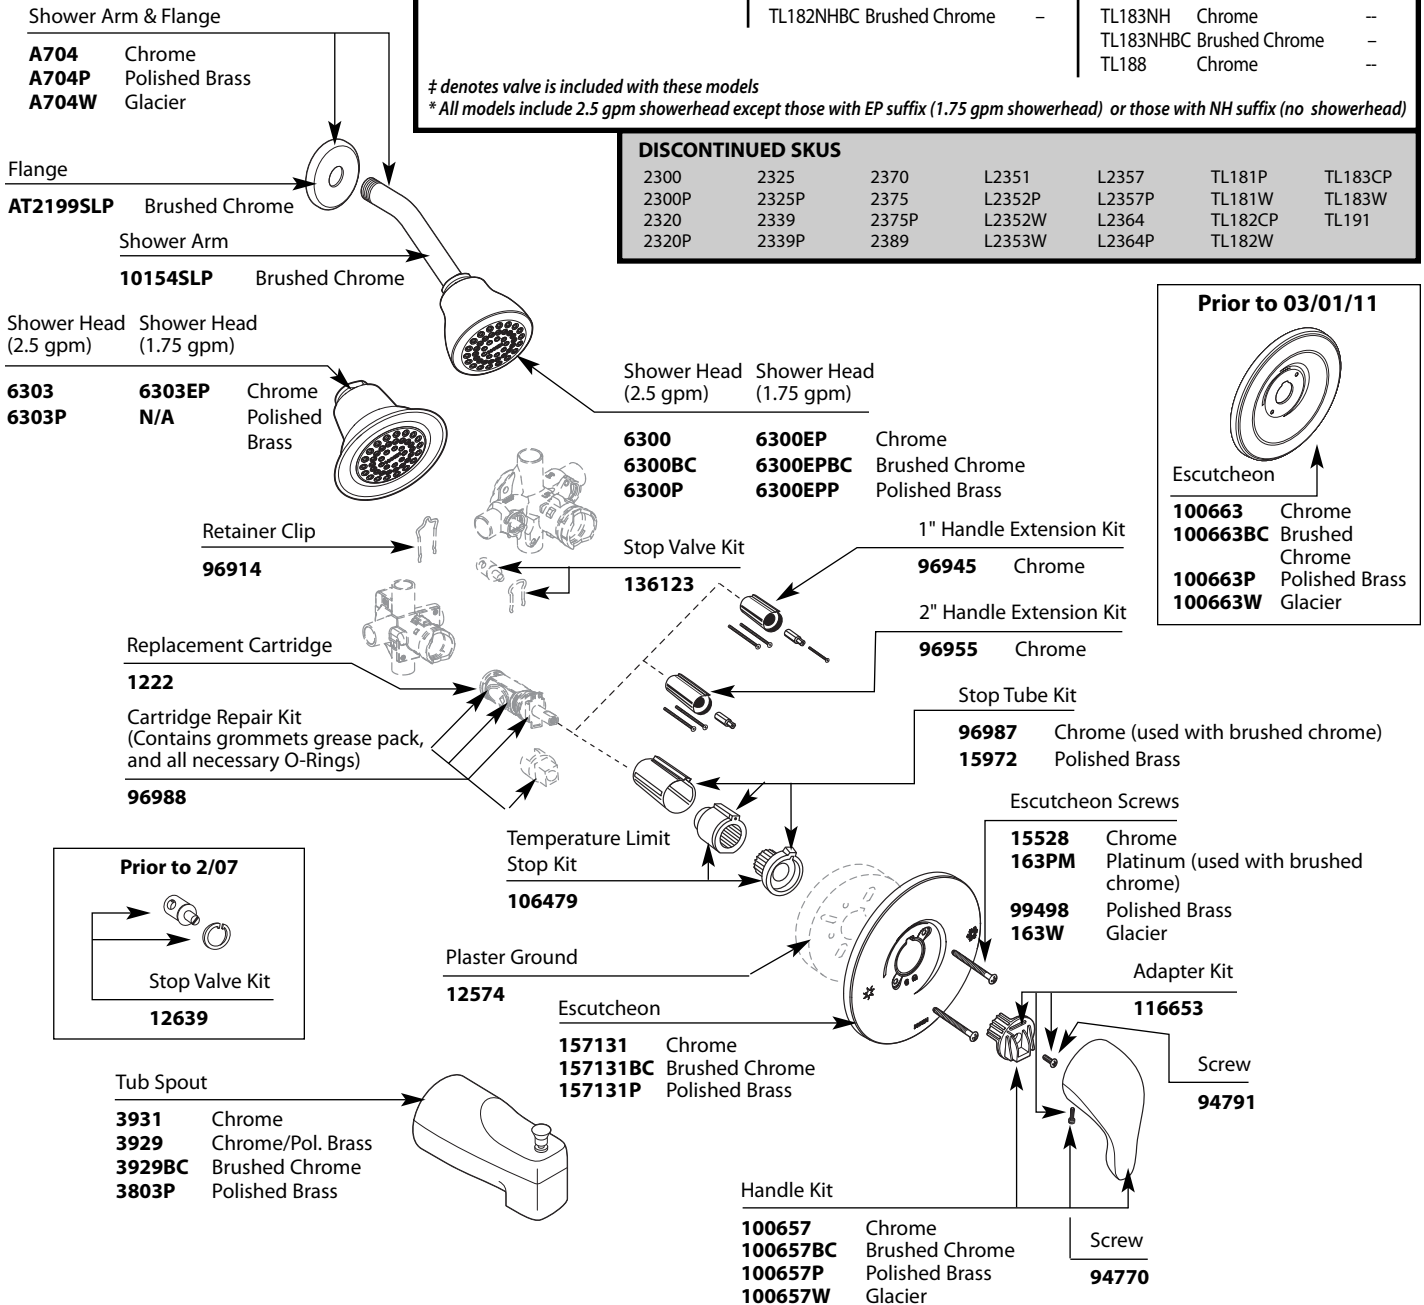 Shower Arm & Flange
A704 Chrome
A704P Polished Brass
A704W Glacier
TL182NHBC Brushed Chrome –
TL183NH Chrome --
TL183NHBC Brushed Chrome –
TL188 Chrome --
‡ denotes valve is included with these models
* All models include 2.5 gpm showerhead except those with EP suffix (1.75 gpm showerhead) or those with NH suffix (no showerhead)
DISCONTINUED SKUS
2300 2325 2370 L2351 L2357 TL181P TL183CP
2300P 2325P 2375 L2352P L2357P TL181W TL183W
2320 2339 2375P L2352W L2364 TL182CP TL191
2320P 2339P 2389 L2353W L2364P TL182W
Flange
AT2199SLP Brushed Chrome
Shower Arm
10154SLP Brushed Chrome
Shower Head Shower Head
(2.5 gpm) (1.75 gpm)
6303 6303EP Chrome
6303P N/A Polished
Brass
Shower Head Shower Head
(2.5 gpm) (1.75 gpm)
6300 6300EP Chrome
6300BC 6300EPBC Brushed Chrome
6300P 6300EPP Polished Brass
Prior to 03/01/11
Escutcheon
100663 Chrome
100663BC Brushed
Chrome
100663P Polished Brass
100663W Glacier
Retainer Clip
96914
Stop Valve Kit
136123
1" Handle Extension Kit
96945 Chrome
2" Handle Extension Kit
96955 Chrome
Replacement Cartridge
1222
Cartridge Repair Kit
(Contains grommets grease pack,
and all necessary O-Rings)
96988
Stop Tube Kit
96987 Chrome (used with brushed chrome)
15972 Polished Brass
Escutcheon Screws
15528 Chrome
163PM Platinum (used with brushed
chrome)
99498 Polished Brass
163W Glacier
Temperature Limit
Stop Kit
106479
Prior to 2/07
Stop Valve Kit
12639
Plaster Ground
12574
Escutcheon
157131 Chrome
157131BC Brushed Chrome
157131P Polished Brass
Adapter Kit
116653
Screw
94791
Tub Spout
3931 Chrome
3929 Chrome/Pol. Brass
3929BC Brushed Chrome
3803P Polished Brass
Handle Kit
100657 Chrome
100657BC Brushed Chrome
100657P Polished Brass
100657W Glacier
Screw
94770